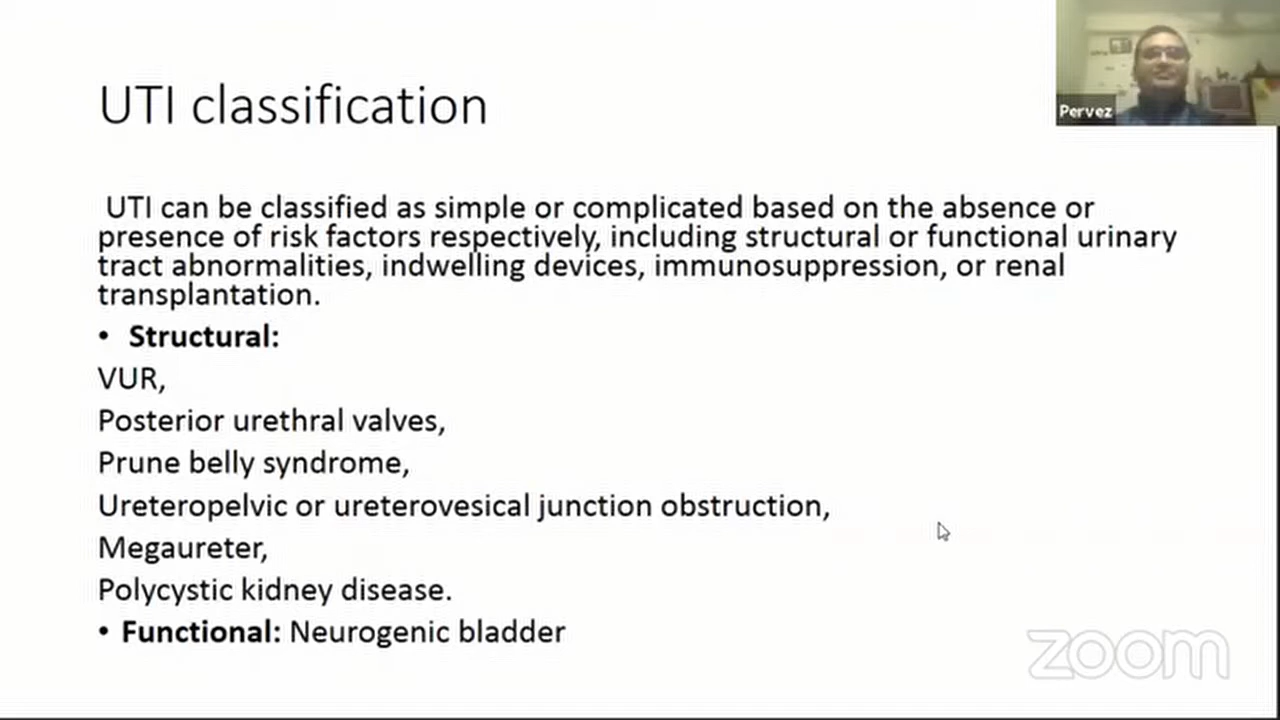 UTI classification
Pervez
UTI can be classified as simple or complicated based on the absence or
presence of risk factors respectively, including structural or functional urinary
tract abnormalities, indwelling devices, immunosuppression, or renal
transplantation.
• Structural:
VUR,
Posterior urethral valves,
Prune belly syndrome,
Ureteropelvic or ureterovesical junction obstruction,
Megaureter,
Polycystic kidney disease.
• Functional: Neurogenic bladder
zoom